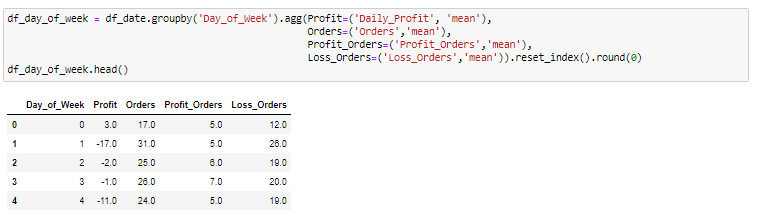 df_day_of_week = df_date.groupby('Day_of_Week').agg(Profit=('Daily_Profit', 'mean'),
Orders=('Orders','mean'),
Profit_Orders=('Profit_Orders','mean'),
Loss_Orders=('Loss_Orders','mean')).reset_index().round(0)
df_day_of_week.head()
Day_of_Week Profit Orders Profit_Orders Loss_Orders
0 0 3.0 17.0 5.0 12.0
1 1 -17.0 31.0 5.0 26.0
2 2 -2.0 25.0 6.0 19.0
3 3 -1.0 26.0 7.0 20.0
4 4 -11.0 24.0 5.0 19.0